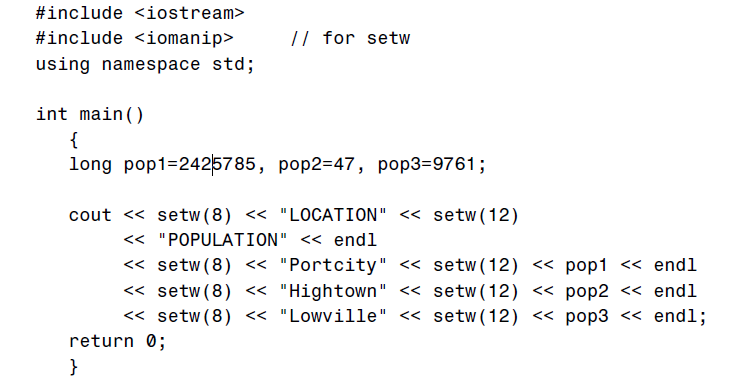 #include <iostream>
#include <iomanip>     // for setw
using namespace std;
int main()
{
long pop1=2425785, pop2=47, pop3=9761;
cout << setw(8) << "LOCATION" << setw(12)
<< "POPULATION" << endl
<< setw(8) << "Portcity" << setw(12) << pop1 << endl
<< setw(8) << "Hightown" << setw(12) << pop2 << endl
<< setw(8) << "Lowville" << setw(12) << pop3 << endl;
return 0;
}